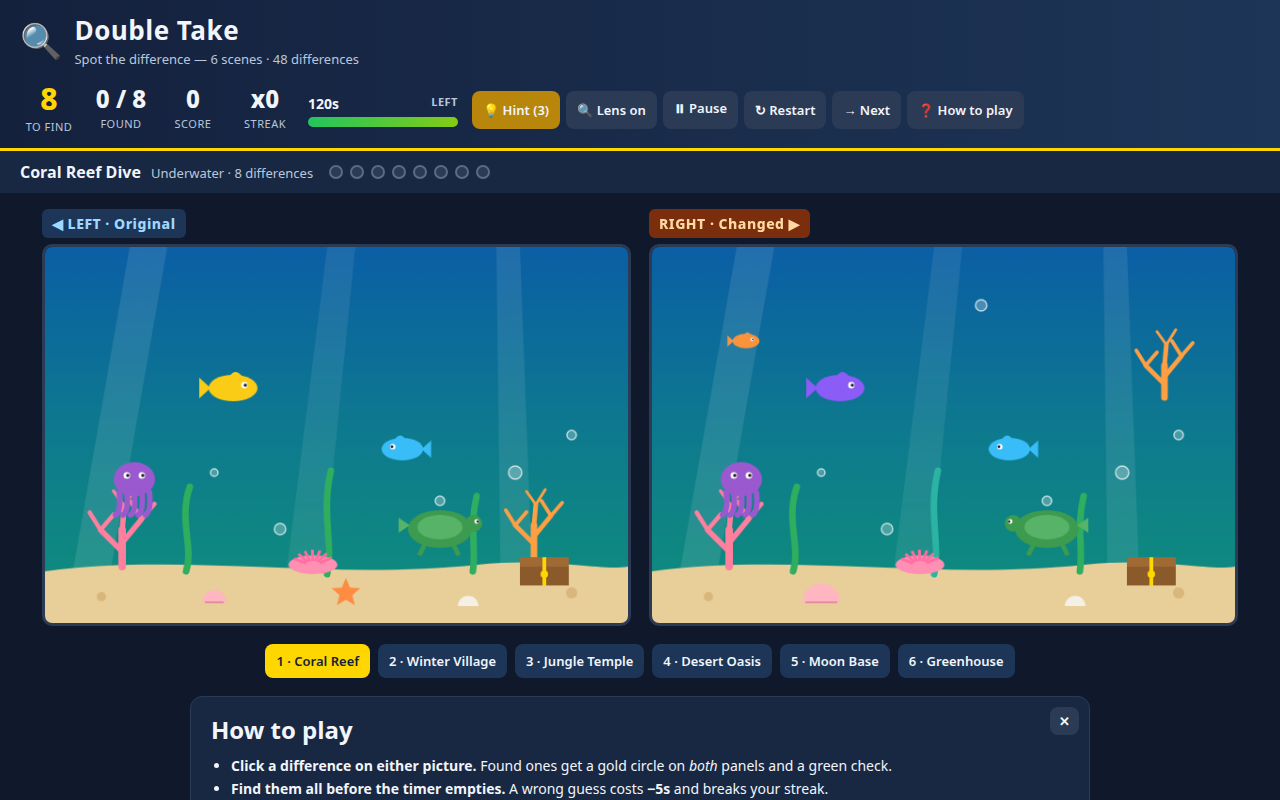 Double Take
Spot the difference — 6 scenes · 48 differences
8
TO FIND
0 / 8
FOUND
0
SCORE
x0
STREAK
120s
LEFT
💡 Hint (3)
🔍 Lens on
⏸ Pause
↻ Restart
→ Next
❓ How to play
Coral Reef Dive
Underwater · 8 differences
◀ LEFT · Original
RIGHT · Changed ▶
1 · Coral Reef
2 · Winter Village
3 · Jungle Temple
4 · Desert Oasis
5 · Moon Base
6 · Greenhouse
How to play
×
• Click a difference on either picture. Found ones get a gold circle on both panels and a green check.
• Find them all before the timer empties. A wrong guess costs −5s and breaks your streak.